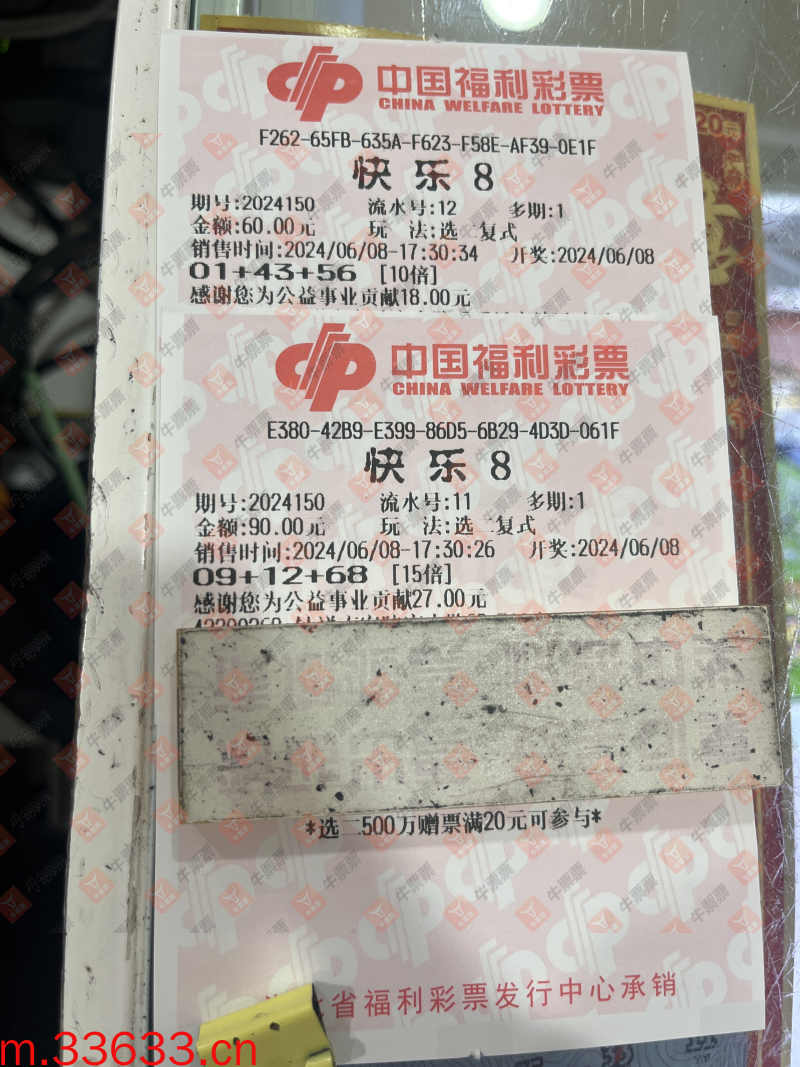 中国福利彩票
CHINA WELFARE LOTTERY
F262-65FB-635A-F623-F58E-AF39-0E1F
快乐8
期号:2024150 流水号:12 多期:1
金额:60.00元 玩 法:选二复式
销售时间:2024/06/08-17:30:34 开奖:2024/06/08
01+43+56 [10倍]
感谢您为公益事业贡献18.00元
中国福利彩票
CHINA WELFARE LOTTERY
E380-42B9-E399-86D5-6B29-4D3D-061F
快乐8
期号:2024150 流水号:11 多期:1
金额:90.00元 玩 法:选二复式
销售时间:2024/06/08-17:30:26 开奖:2024/06/08
09+12+68 [15倍]
感谢您为公益事业贡献27.00元
*选二500万赠票满20元可参与*
省福利彩票发行中心承销
20元
牛票票
m.33633.cn